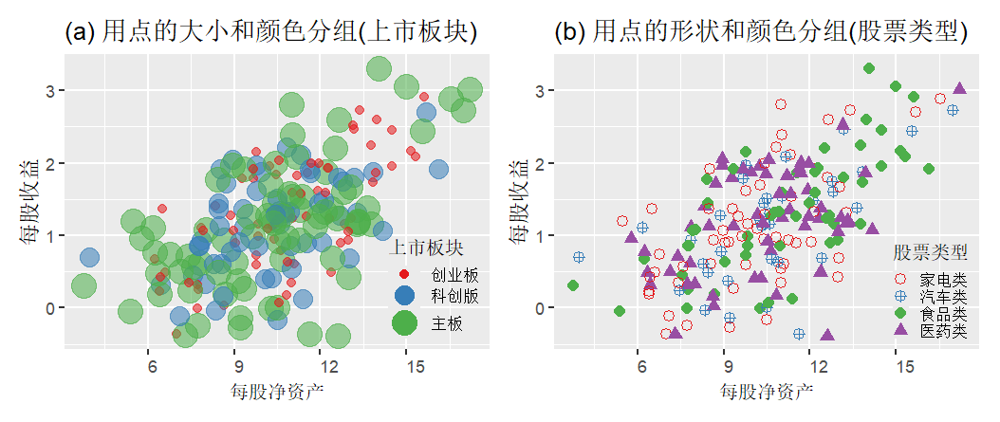 (a) 用点的大小和颜色分组(上市板块)
每股收益
3
2
1
0
6
9
12
15
每股净资产
上市板块
创业板
科创版
主板
(b) 用点的形状和颜色分组(股票类型)
每股收益
3
2
1
0
6
9
12
15
每股净资产
股票类型
家电类
汽车类
食品类
医药类